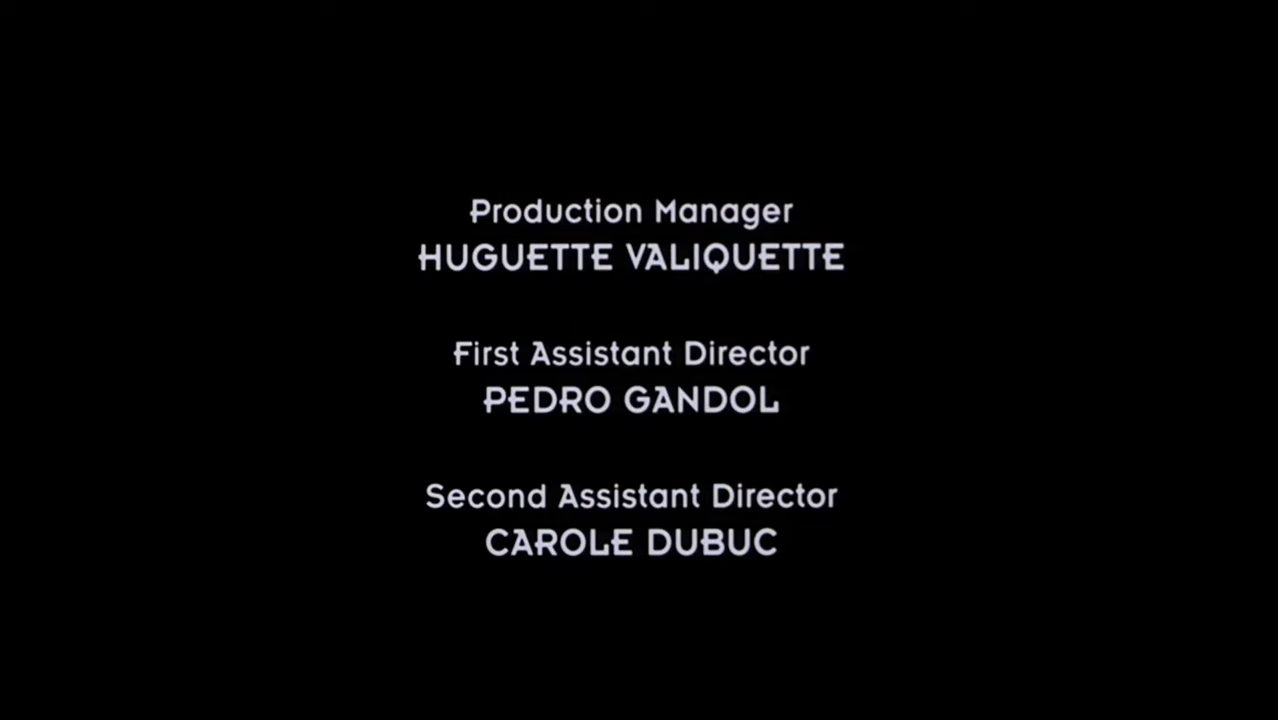 Production Manager
HUGUETTE VALIQUETTE
First Assistant Director
PEDRO GANDOL
Second Assistant Director
CAROLE DUBUC